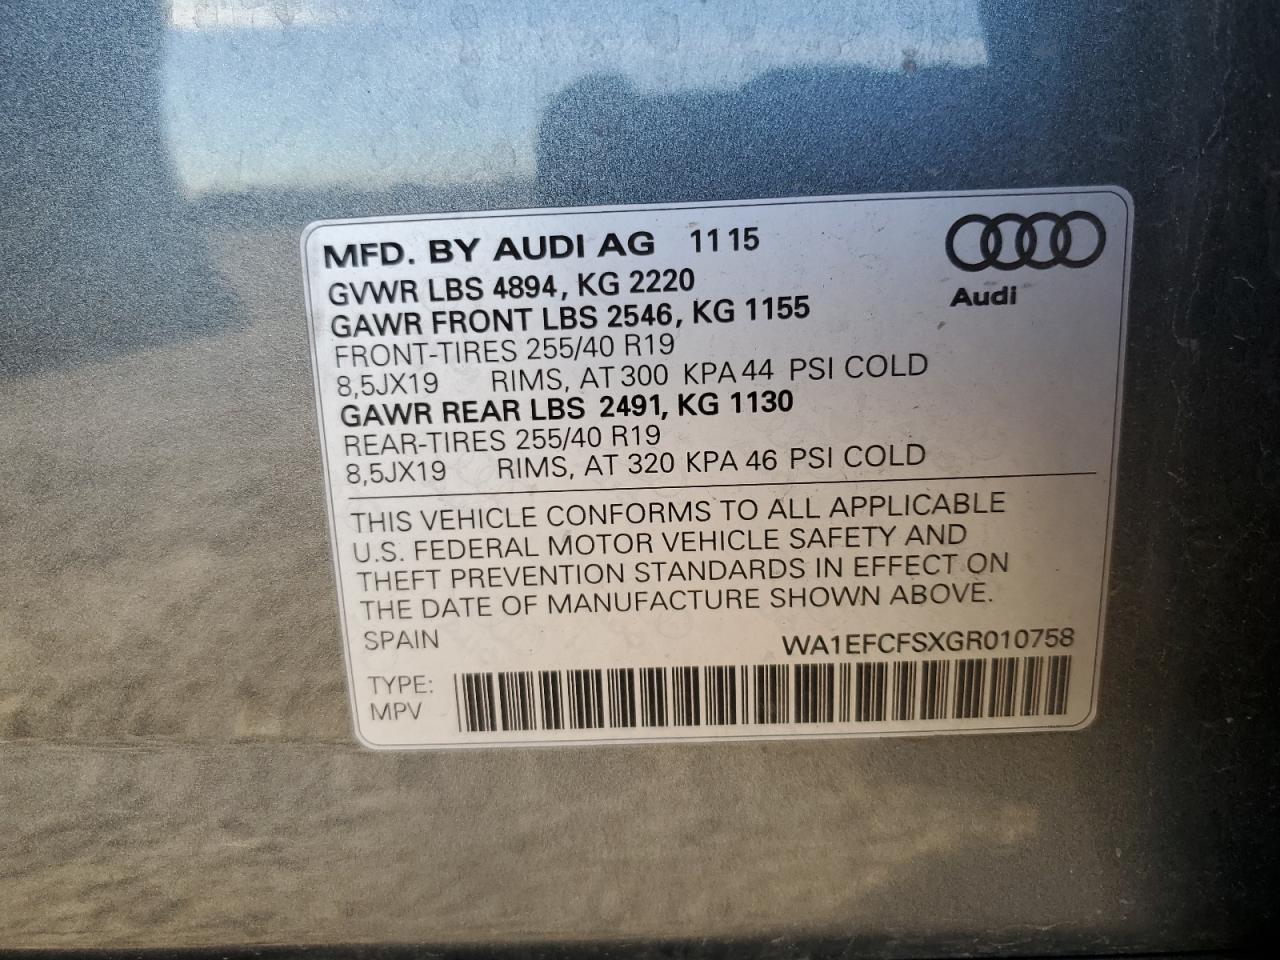 MFD. BY AUDI AG 11 15
Audi
GVWR LBS 4894, KG 2220
GAWR FRONT LBS 2546, KG 1155
FRONT-TIRES 255/40 R19
8,5JX19 RIMS, AT 300 KPA 44 PSI COLD
GAWR REAR LBS 2491, KG 1130
REAR-TIRES 255/40 R19
8,5JX19 RIMS, AT 320 KPA 46 PSI COLD
THIS VEHICLE CONFORMS TO ALL APPLICABLE
U.S. FEDERAL MOTOR VEHICLE SAFETY AND
THEFT PREVENTION STANDARDS IN EFFECT ON
THE DATE OF MANUFACTURE SHOWN ABOVE.
SPAIN WA1EFCFSXGR010758
TYPE:
MPV